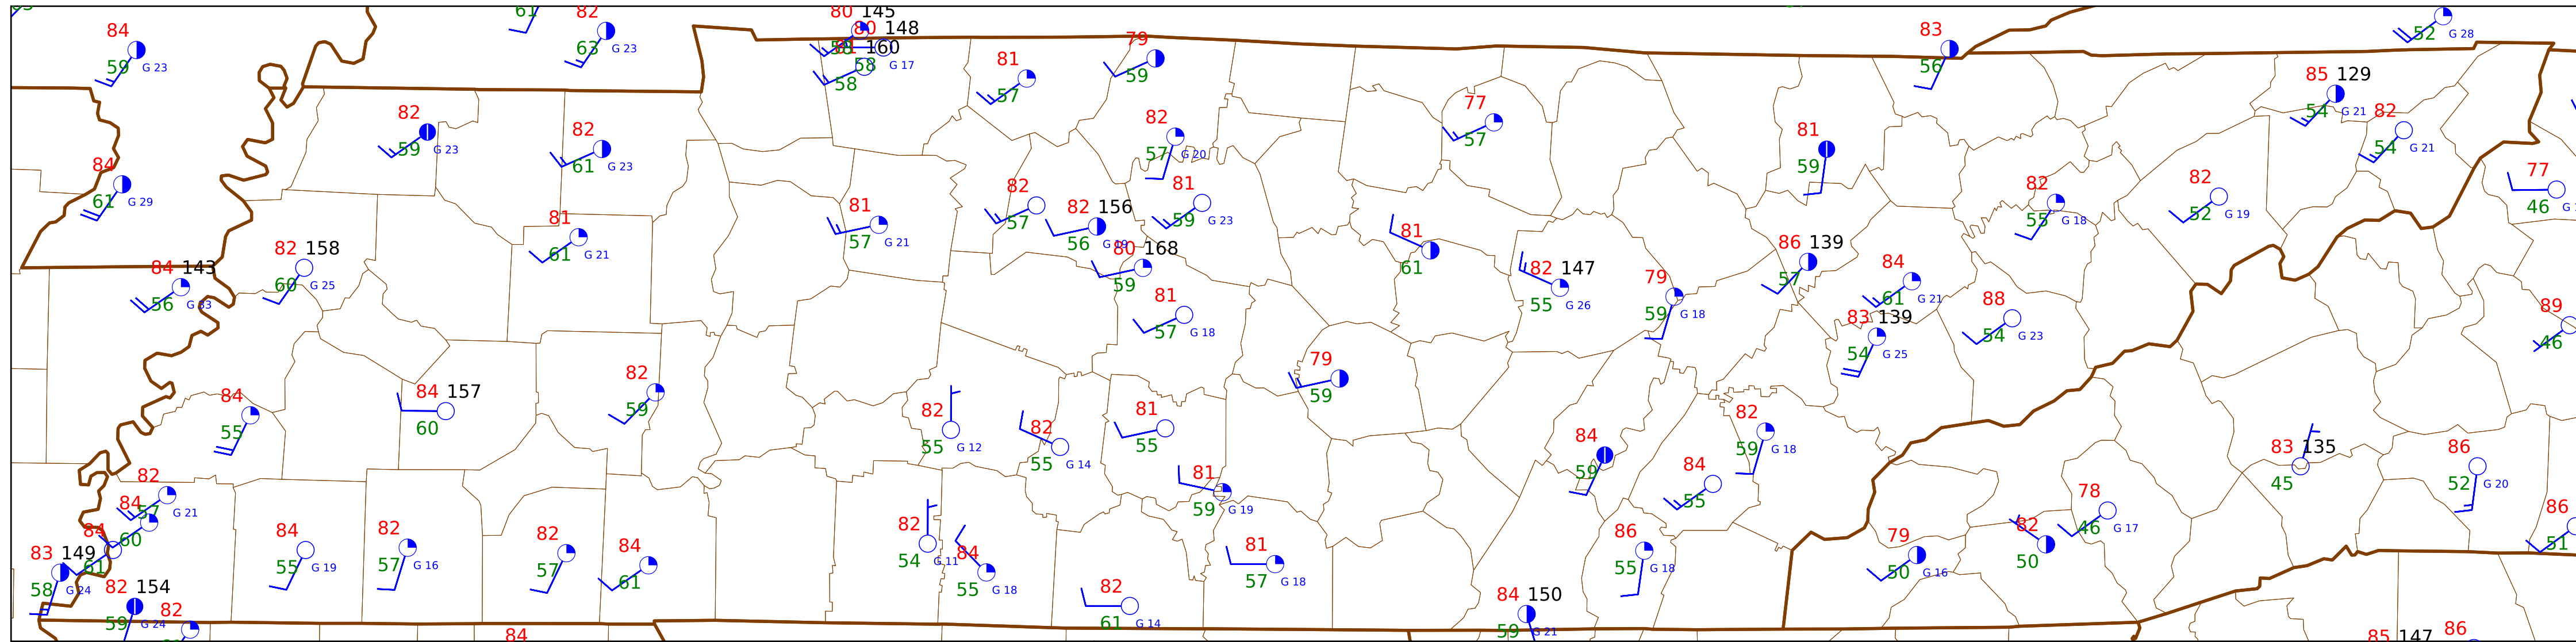 61 82 63 G 23
84 59 G 23
80 145
80 148
160 58 G 17
58
81 57
79 59
83 56
52 G 28
82 59 G 23
82 61 G 23
82 57 G 20
77 57
81 59
85 129 54 G 21
82 54 G 21
84 61 G 29
81 61 G 21
81 57 G 21
82 57
82 156 56 G 19
81 59 G 23
80 168 59
81 61
82 147 55 G 26
79 59 G 18
86 139 57
82 55 G 18
82 52 G 19
77 46
84 143 56 G 33
82 158 60 G 25
81 57 G 18
84 61 G 21
83 139 54 G 25
88 54 G 23
89 46
84 55
84 157 60
82 59
82 55 G 12
82 55 G 14
81 55
79 59
84 59
84 55
82 59 G 18
83 135 45
86 52 G 20
82 57 G 21
84 60
84 61
83 149 58 G 24
82 154 59 G 24
82
84 55 G 19
82 57 G 16
82 57
84 61
84
82 54 G 11
84 55 G 18
82 61 G 14
81 59 G 19
81 57 G 18
84 150 59 G 21
86 55 G 18
79 50 G 16
82 50
78 46 G 17
86 51
85 147
86